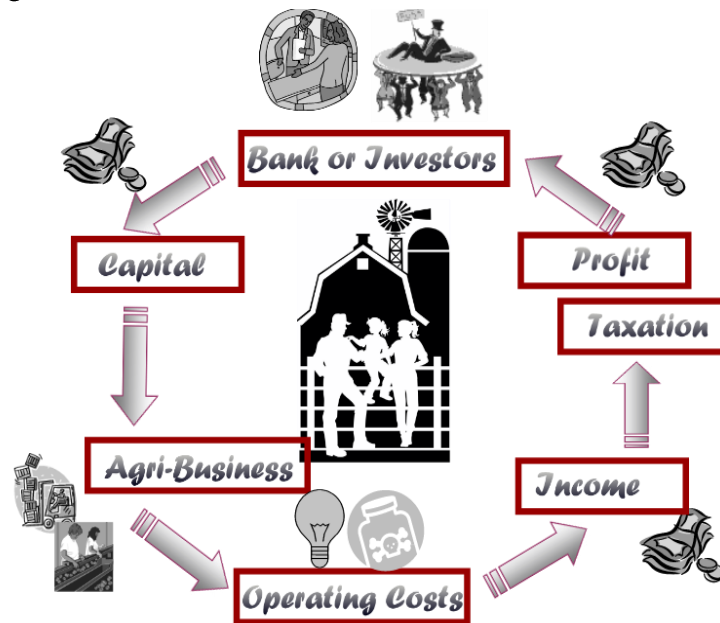 Bank or Investors
Capital
Profit
Taxation
Agri-Business
Income
Operating Costs